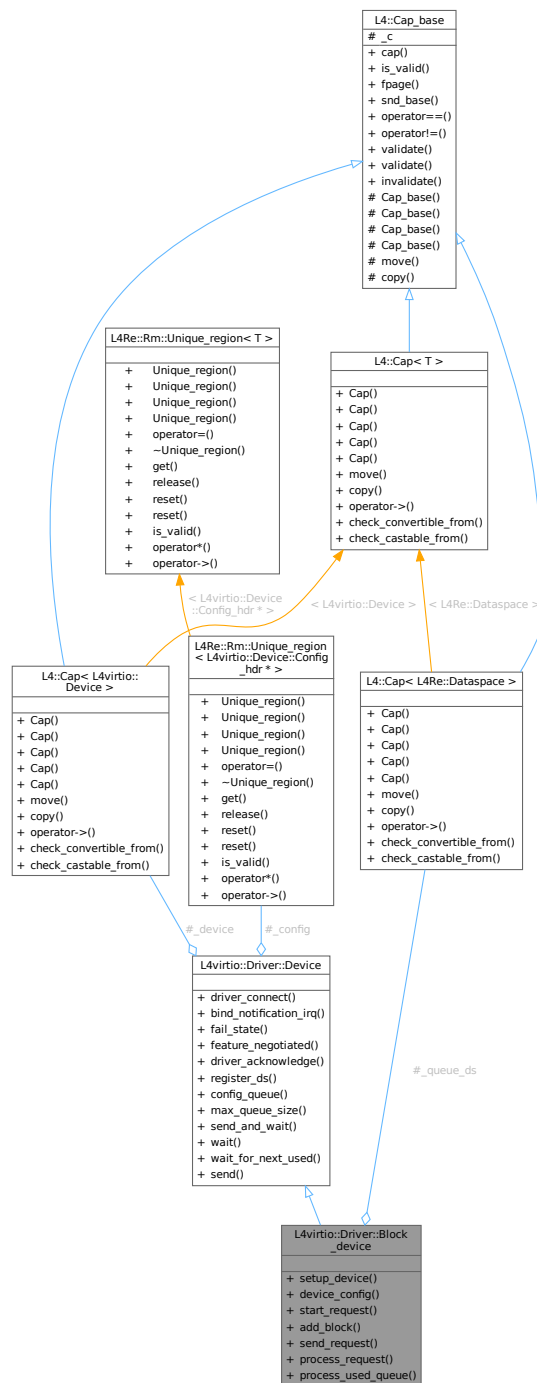 L4::Cap_base
# _c
+ cap()
+ is_valid()
+ fpage()
+ snd_base()
+ operator==()
+ operator!=()
+ validate()
+ validate()
+ invalidate()
# Cap_base()
# Cap_base()
# Cap_base()
# Cap_base()
# move()
# copy()
L4Re::Rm::Unique_region< T >
+ Unique_region()
+ Unique_region()
+ Unique_region()
+ Unique_region()
+ operator=()
+ ~Unique_region()
+ get()
+ release()
+ reset()
+ reset()
+ is_valid()
+ operator*()
+ operator->()
L4::Cap< T >
+ Cap()
+ Cap()
+ Cap()
+ Cap()
+ Cap()
+ move()
+ copy()
+ operator->()
+ check_convertible_from()
+ check_castable_from()
< L4virtio::Device
::Config_hdr * >
< L4virtio::Device >
< L4Re::Dataspace >
L4::Cap< L4virtio::
Device >
+ Cap()
+ Cap()
+ Cap()
+ Cap()
+ Cap()
+ move()
+ copy()
+ operator->()
+ check_convertible_from()
+ check_castable_from()
L4Re::Rm::Unique_region
< L4virtio::Device::Config
_hdr * >
+ Unique_region()
+ Unique_region()
+ Unique_region()
+ Unique_region()
+ operator=()
+ ~Unique_region()
+ get()
+ release()
+ reset()
+ reset()
+ is_valid()
+ operator*()
+ operator->()
L4::Cap< L4Re::Dataspace >
+ Cap()
+ Cap()
+ Cap()
+ Cap()
+ Cap()
+ move()
+ copy()
+ operator->()
+ check_convertible_from()
+ check_castable_from()
#_device
#_config
#_queue_ds
L4virtio::Driver::Device
+ driver_connect()
+ bind_notification_irq()
+ fail_state()
+ feature_negotiated()
+ driver_acknowledge()
+ register_ds()
+ config_queue()
+ max_queue_size()
+ send_and_wait()
+ wait()
+ wait_for_next_used()
+ send()
L4virtio::Driver::Block
_device
+ setup_device()
+ device_config()
+ start_request()
+ add_block()
+ send_request()
+ process_request()
+ process_used_queue()